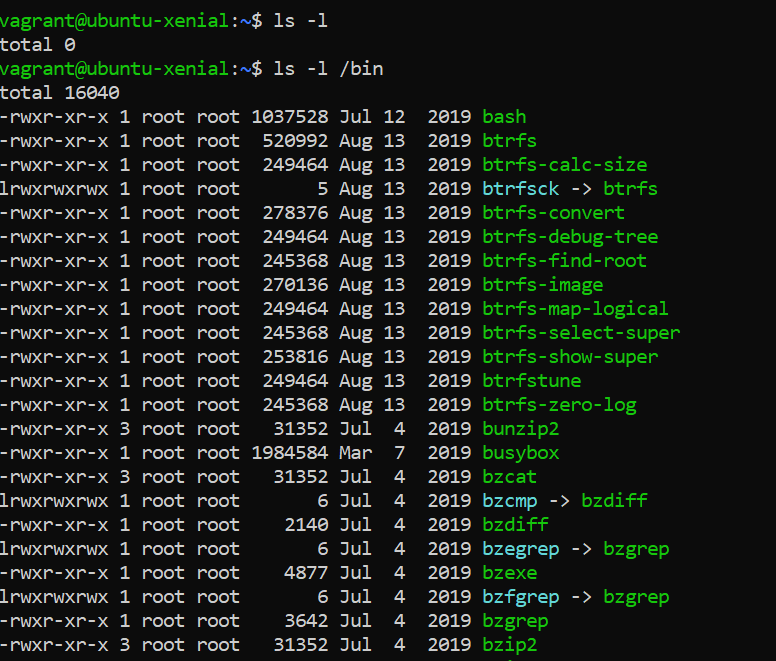 vagrant@ubuntu-xenial:~$ ls -l
total 0
vagrant@ubuntu-xenial:~$ ls -l /bin
total 16040
-rwxr-xr-x 1 root root 1037528 Jul 12  2019 bash
-rwxr-xr-x 1 root root  520992 Aug 13  2019 btrfs
-rwxr-xr-x 1 root root  249464 Aug 13  2019 btrfs-calc-size
lrwxrwxrwx 1 root root       5 Aug 13  2019 btrfsck -> btrfs
-rwxr-xr-x 1 root root  278376 Aug 13  2019 btrfs-convert
-rwxr-xr-x 1 root root  249464 Aug 13  2019 btrfs-debug-tree
-rwxr-xr-x 1 root root  245368 Aug 13  2019 btrfs-find-root
-rwxr-xr-x 1 root root  270136 Aug 13  2019 btrfs-image
-rwxr-xr-x 1 root root  249464 Aug 13  2019 btrfs-map-logical
-rwxr-xr-x 1 root root  245368 Aug 13  2019 btrfs-select-super
-rwxr-xr-x 1 root root  253816 Aug 13  2019 btrfs-show-super
-rwxr-xr-x 1 root root  249464 Aug 13  2019 btrfstune
-rwxr-xr-x 1 root root  245368 Aug 13  2019 btrfs-zero-log
-rwxr-xr-x 3 root root   31352 Jul  4  2019 bunzip2
-rwxr-xr-x 1 root root 1984584 Mar  7  2019 busybox
-rwxr-xr-x 3 root root   31352 Jul  4  2019 bzcat
lrwxrwxrwx 1 root root       6 Jul  4  2019 bzcmp -> bzdiff
-rwxr-xr-x 1 root root    2140 Jul  4  2019 bzdiff
lrwxrwxrwx 1 root root       6 Jul  4  2019 bzegrep -> bzgrep
-rwxr-xr-x 1 root root    4877 Jul  4  2019 bzexe
lrwxrwxrwx 1 root root       6 Jul  4  2019 bzfgrep -> bzgrep
-rwxr-xr-x 1 root root    3642 Jul  4  2019 bzgrep
-rwxr-xr-x 3 root root   31352 Jul  4  2019 bzip2